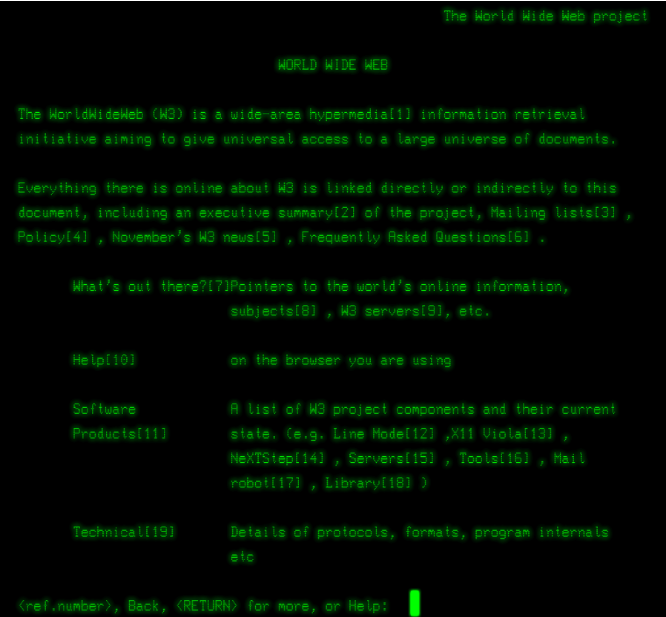 The World Wide Web project
WORLD WIDE WEB
The WorldWideWeb (W3) is a wide-area hypermedia[1] information retrieval
initiative aiming to give universal access to a large universe of documents.
Everything there is online about W3 is linked directly or indirectly to this
document, including an executive summary[2] of the project, Mailing lists[3] ,
Policy[4] , November's W3 news[5] , Frequently Asked Questions[6] .
What's out there?[7]Pointers to the world's online information,
subjects[8] , W3 servers[9], etc.
Help[10] on the browser you are using
Software A list of W3 project components and their current
Products[11] state. (e.g. Line Mode[12] ,X11 Viola[13] ,
NeXTStep[14] , Servers[15] , Tools[16] , Mail
robot[17] , Library[18] )
Technical[19] Details of protocols, formats, program internals
etc
<ref.number>, Back, <RETURN> for more, or Help: